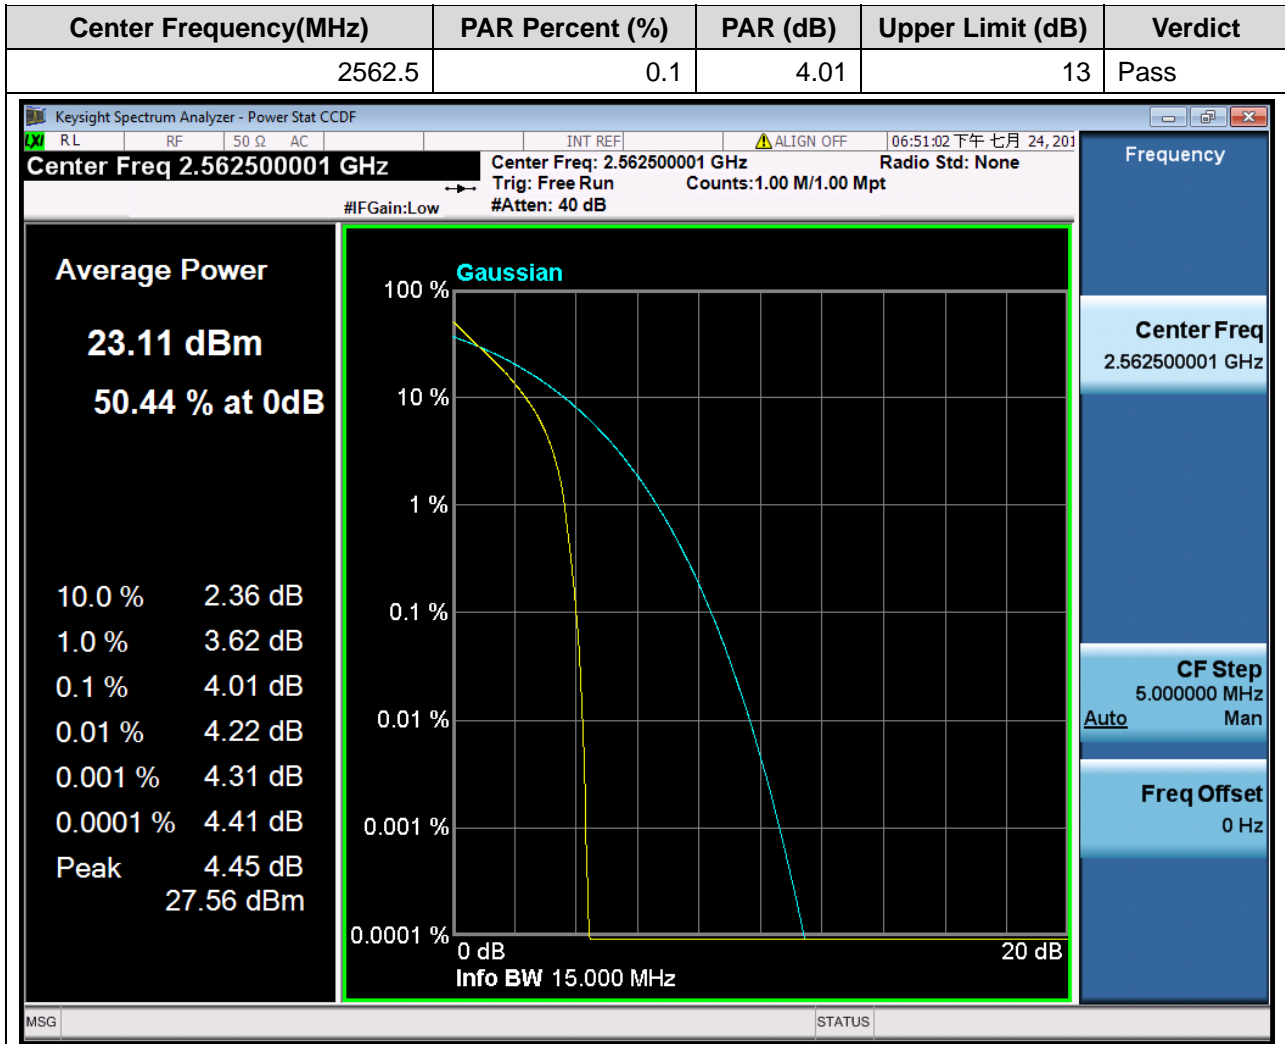 Center Frequency(MHz) PAR Percent (%) PAR (dB) Upper Limit (dB) Verdict
2562.5 0.1 4.01 13 Pass
Keysight Spectrum Analyzer - Power Stat CCDF
LXI RL RF 50 Ω AC INT REF ALIGN OFF 06:51:02 下午 七月 24, 201
Center Freq 2.562500001 GHz
#IFGain:Low
Center Freq: 2.562500001 GHz Radio Std: None
Trig: Free Run Counts:1.00 M/1.00 Mpt
#Atten: 40 dB
Average Power
23.11 dBm
50.44 % at 0dB
10.0 % 2.36 dB
1.0 % 3.62 dB
0.1 % 4.01 dB
0.01 % 4.22 dB
0.001 % 4.31 dB
0.0001 % 4.41 dB
Peak 4.45 dB
27.56 dBm
Gaussian
100 %
10 %
1 %
0.1 %
0.01 %
0.001 %
0.0001 %
0 dB 20 dB
Info BW 15.000 MHz
Frequency
Center Freq
2.562500001 GHz
CF Step
5.000000 MHz
Auto Man
Freq Offset
0 Hz
MSG STATUS